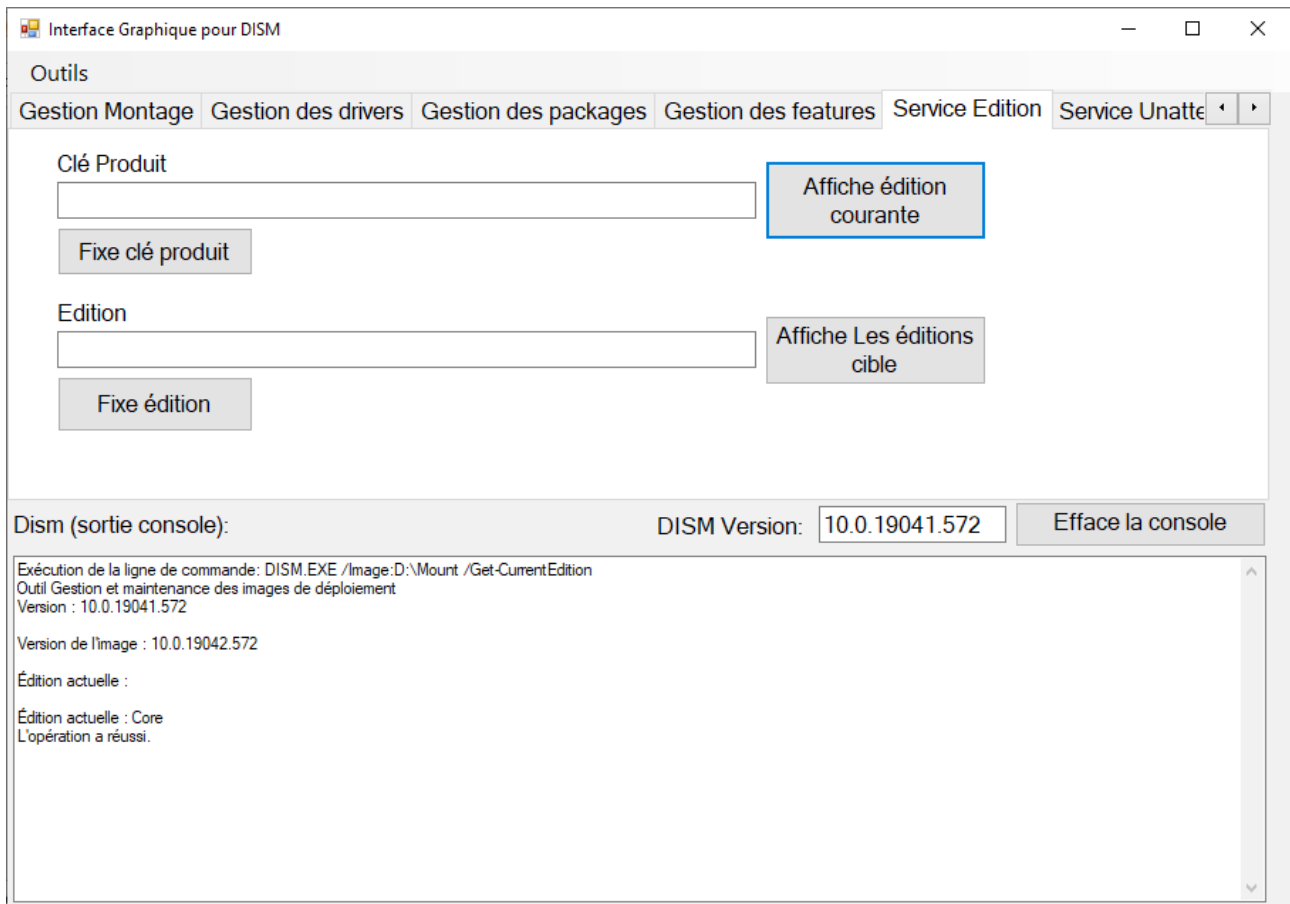 Interface Graphique pour DISM
Outils
Gestion Montage Gestion des drivers Gestion des packages Gestion des features Service Edition Service Unatte
Clé Produit
Affiche édition
courante
Fixe clé produit
Edition
Affiche Les éditions
cible
Fixe édition
Dism (sortie console): DISM Version: 10.0.19041.572 Efface la console
Exécution de la ligne de commande: DISM.EXE /Image:D:\Mount /Get-CurrentEdition
Outil Gestion et maintenance des images de déploiement
Version : 10.0.19041.572
Version de l'image : 10.0.19042.572
Édition actuelle :
Édition actuelle : Core
L'opération a réussi.